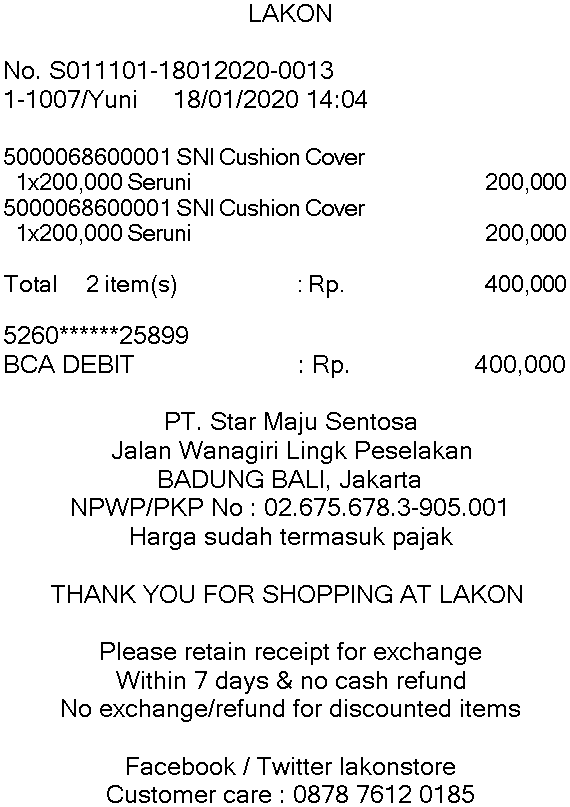 LAKON
No. S011101-18012020-0013
1-1007/Yuni 18/01/2020 14:04
5000068600001 SNI Cushion Cover
1x200,000 Seruni 200,000
5000068600001 SNI Cushion Cover
1x200,000 Seruni 200,000
Total 2 item(s) : Rp. 400,000
5260******25899
BCA DEBIT : Rp. 400,000
PT. Star Maju Sentosa
Jalan Wanagiri Lingk Peselakan
BADUNG BALI, Jakarta
NPWP/PKP No : 02.675.678.3-905.001
Harga sudah termasuk pajak
THANK YOU FOR SHOPPING AT LAKON
Please retain receipt for exchange
Within 7 days & no cash refund
No exchange/refund for discounted items
Facebook / Twitter lakonstore
Customer care : 0878 7612 0185